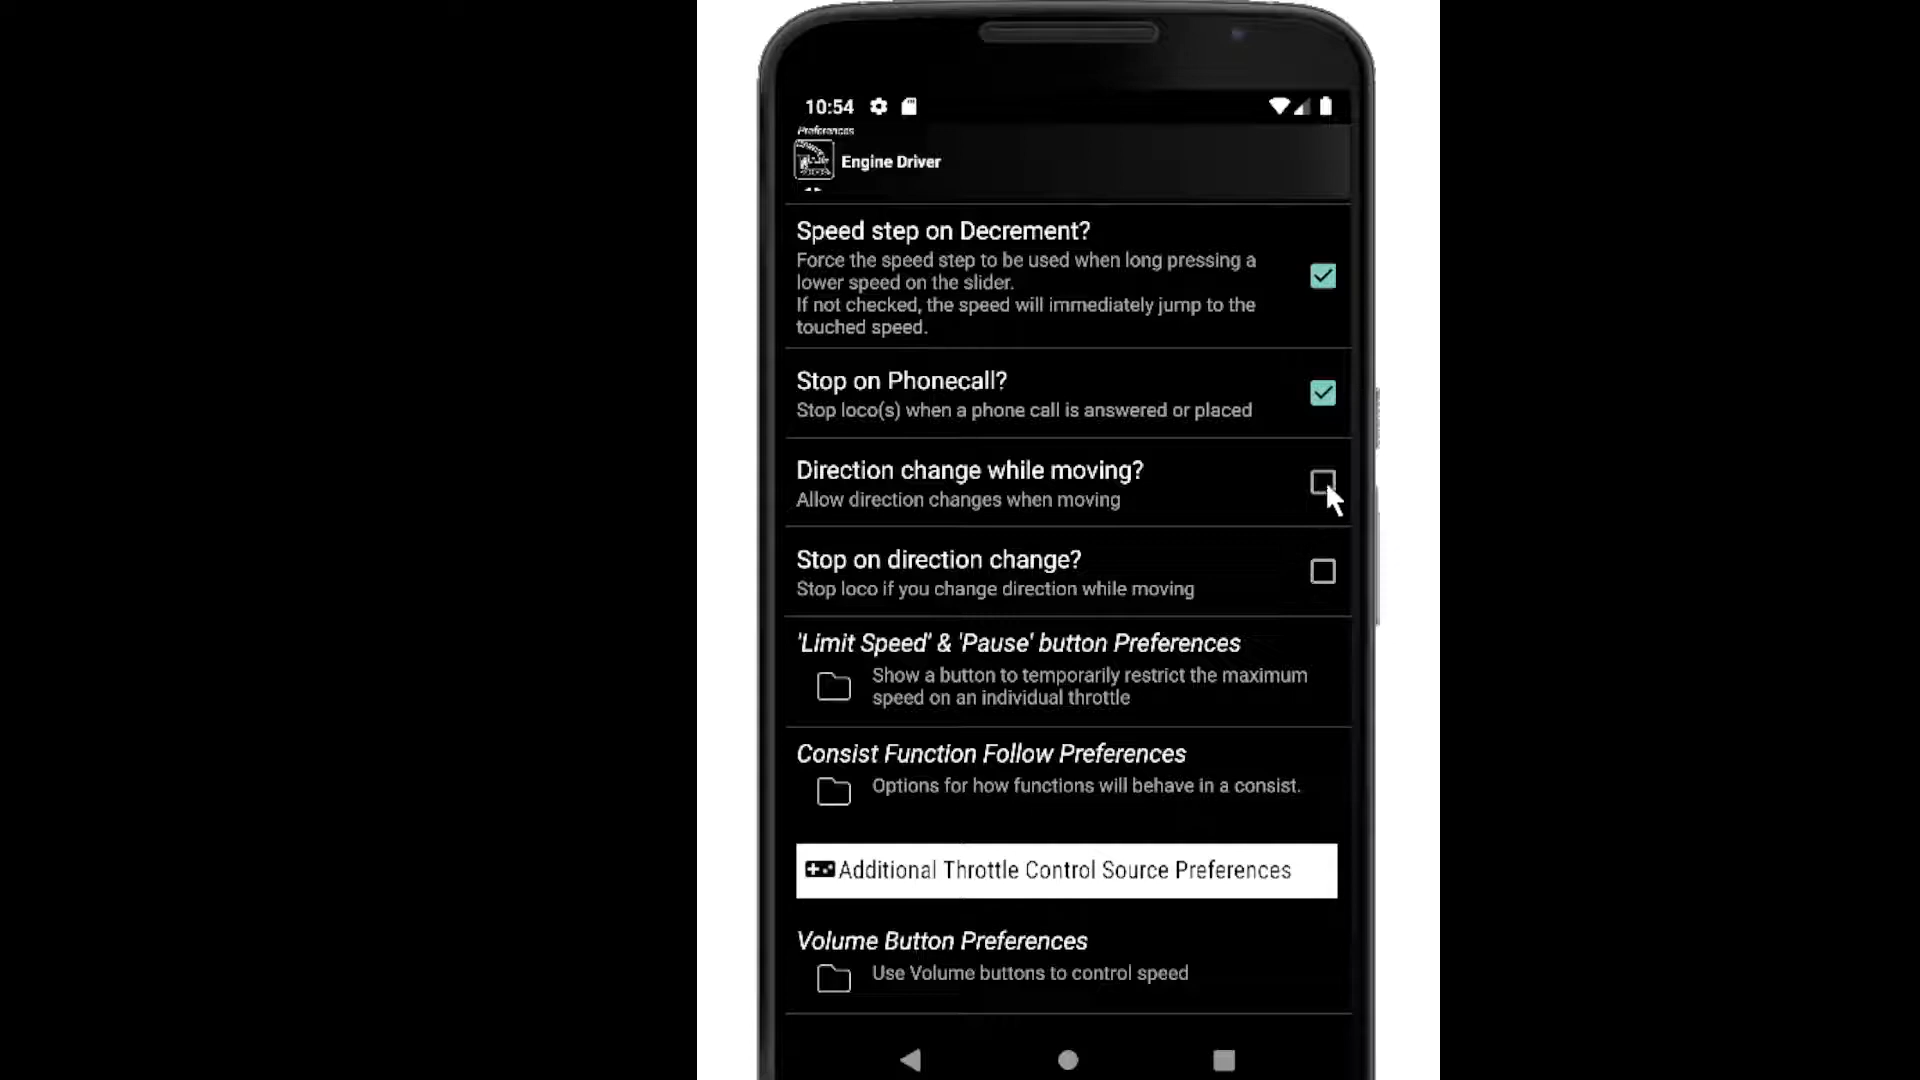 10:54
Preferences
Engine Driver
Speed step on Decrement?
Force the speed step to be used when long pressing a
lower speed on the slider.
If not checked, the speed will immediately jump to the
touched speed.
Stop on Phonecall?
Stop loco(s) when a phone call is answered or placed
Direction change while moving?
Allow direction changes when moving
Stop on direction change?
Stop loco if you change direction while moving
'Limit Speed' & 'Pause' button Preferences
Show a button to temporarily restrict the maximum
speed on an individual throttle
Consist Function Follow Preferences
Options for how functions will behave in a consist.
Additional Throttle Control Source Preferences
Volume Button Preferences
Use Volume buttons to control speed